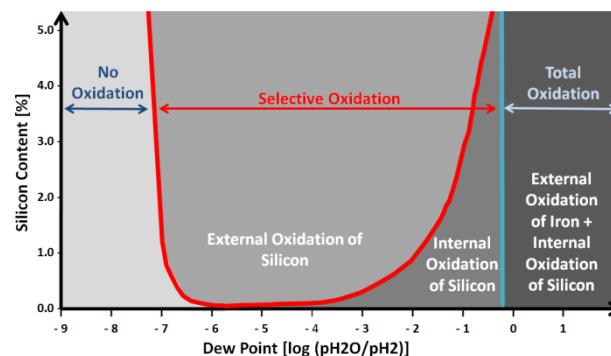 5.0
4.0
3.0
2.0
1.0
0.0
Silicon Content [%]
No
Oxidation
Selective Oxidation
Total
Oxidation
External Oxidation of
Silicon
Internal
Oxidation
of Silicon
External
Oxidation
of Iron +
Internal
Oxidation
of Silicon
- 9 - 8 - 7 - 6 - 5 - 4 - 3 - 2 - 1 0 1
Dew Point [log (pH2O/pH2)]